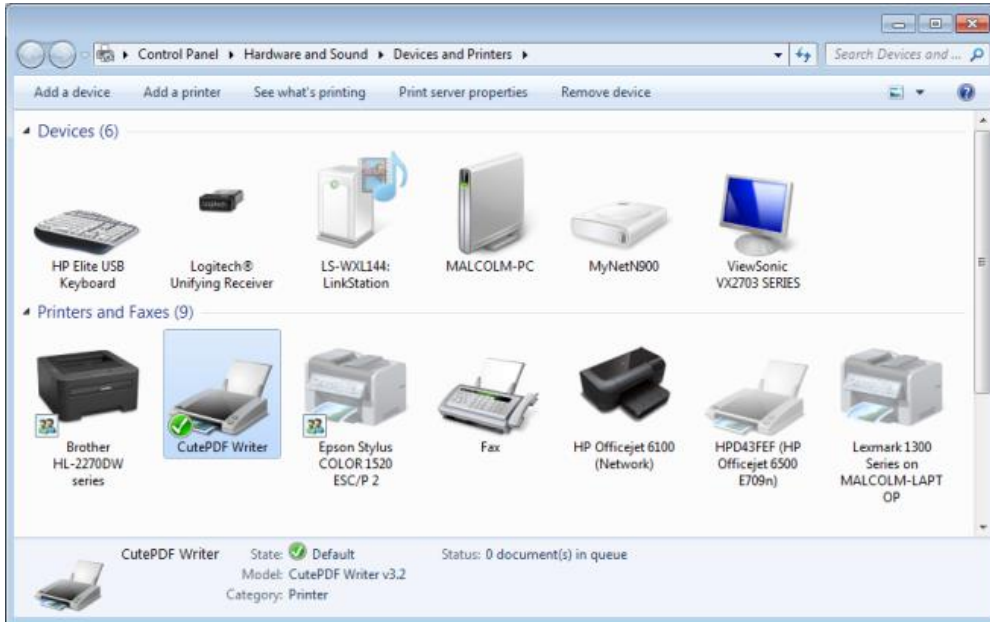 Control Panel Hardware and Sound Devices and Printers
Search Devices and ...
Add a device Add a printer See what's printing Print server properties Remove device
Devices (6)
HP Elite USB
Keyboard
Logitech®
Unifying Receiver
LS-WXL144:
LinkStation
MALCOLM-PC
MyNetN900
ViewSonic
VX2703 SERIES
Printers and Faxes (9)
Brother
HL-2270DW
series
CutePDF Writer
Epson Stylus
COLOR 1520
ESC/P 2
Fax
HP Officejet 6100
(Network)
HPD43FEF (HP
Officejet 6500
E709n)
Lexmark 1300
Series on
MALCOLM-LAPT
OP
CutePDF Writer State: Default Status: 0 document(s) in queue
Model: CutePDF Writer v3.2
Category: Printer